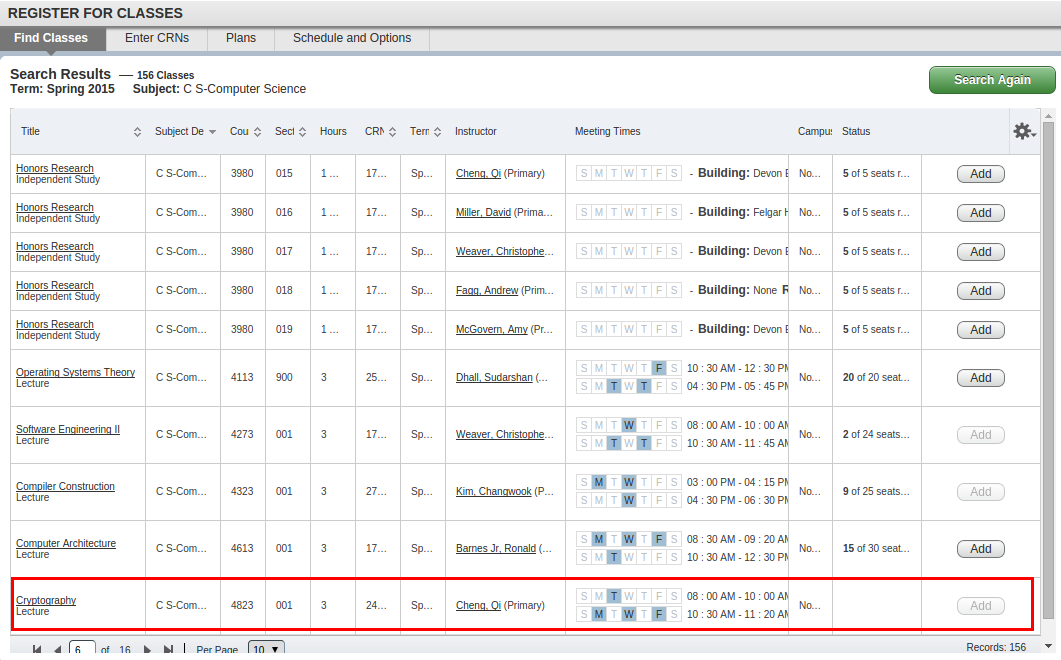 REGISTER FOR CLASSES
Find Classes Enter CRNs Plans Schedule and Options
Search Results — 156 Classes
Term: Spring 2015 Subject: C S-Computer Science
Search Again
Title Subject De Cou Sect Hours CRN Tern Instructor Meeting Times Campus Status
Honors Research
Independent Study
C S-Com... 3980 015 1 ... 17... Sp... Cheng, Qi (Primary) S M T W T F S - Building: Devon E No... 5 of 5 seats r... Add
Honors Research
Independent Study
C S-Com... 3980 016 1 ... 17... Sp... Miller, David (Prima... S M T W T F S - Building: Felgar H No... 5 of 5 seats r... Add
Honors Research
Independent Study
C S-Com... 3980 017 1 ... 17... Sp... Weaver, Christophe... S M T W T F S - Building: Devon E No... 5 of 5 seats r... Add
Honors Research
Independent Study
C S-Com... 3980 018 1 ... 17... Sp... Fagg, Andrew (Prim... S M T W T F S - Building: None R No... 5 of 5 seats r... Add
Honors Research
Independent Study
C S-Com... 3980 019 1 ... 17... Sp... McGovern, Amy (Pr... S M T W T F S - Building: Devon E No... 5 of 5 seats r... Add
Operating Systems Theory
Lecture
C S-Com... 4113 900 3 25... Sp... Dhall, Sudarshan (... S M T W T F S 10 : 30 AM - 12 : 30 PM
S M T W T F S 04 : 30 PM - 05 : 45 PM
No... 20 of 20 seat... Add
Software Engineering II
Lecture
C S-Com... 4273 001 3 17... Sp... Weaver, Christophe... S M T W T F S 08 : 00 AM - 10 : 00 AM
S M T W T F S 10 : 30 AM - 11 : 45 AM
No... 2 of 24 seats... Add
Compiler Construction
Lecture
C S-Com... 4323 001 3 27... Sp... Kim, Changwook (P... S M T W T F S 03 : 00 PM - 04 : 15 PM
S M T W T F S 04 : 30 PM - 06 : 30 PM
No... 9 of 25 seats... Add
Computer Architecture
Lecture
C S-Com... 4613 001 3 17... Sp... Barnes Jr, Ronald (... S M T W T F S 08 : 30 AM - 09 : 20 AM
S M T W T F S 10 : 30 AM - 12 : 30 PM
No... 15 of 30 seat... Add
Cryptography
Lecture
C S-Com... 4823 001 3 24... Sp... Cheng, Qi (Primary) S M T W T F S 08 : 00 AM - 10 : 00 AM
S M T W T F S 10 : 30 AM - 11 : 20 AM
No... Add
6 of 16 Per Page 10 Records: 156